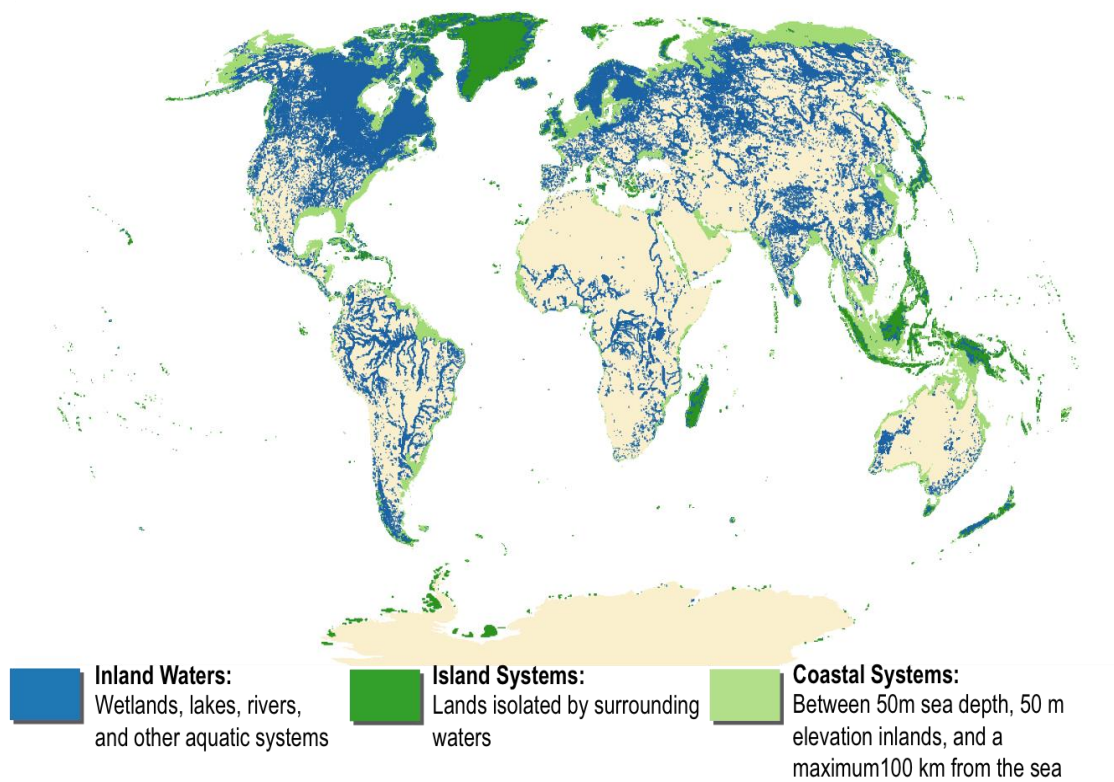 Inland Waters:
Wetlands, lakes, rivers,
and other aquatic systems
Island Systems:
Lands isolated by surrounding
waters
Coastal Systems:
Between 50m sea depth, 50 m
elevation inlands, and a
maximum100 km from the sea